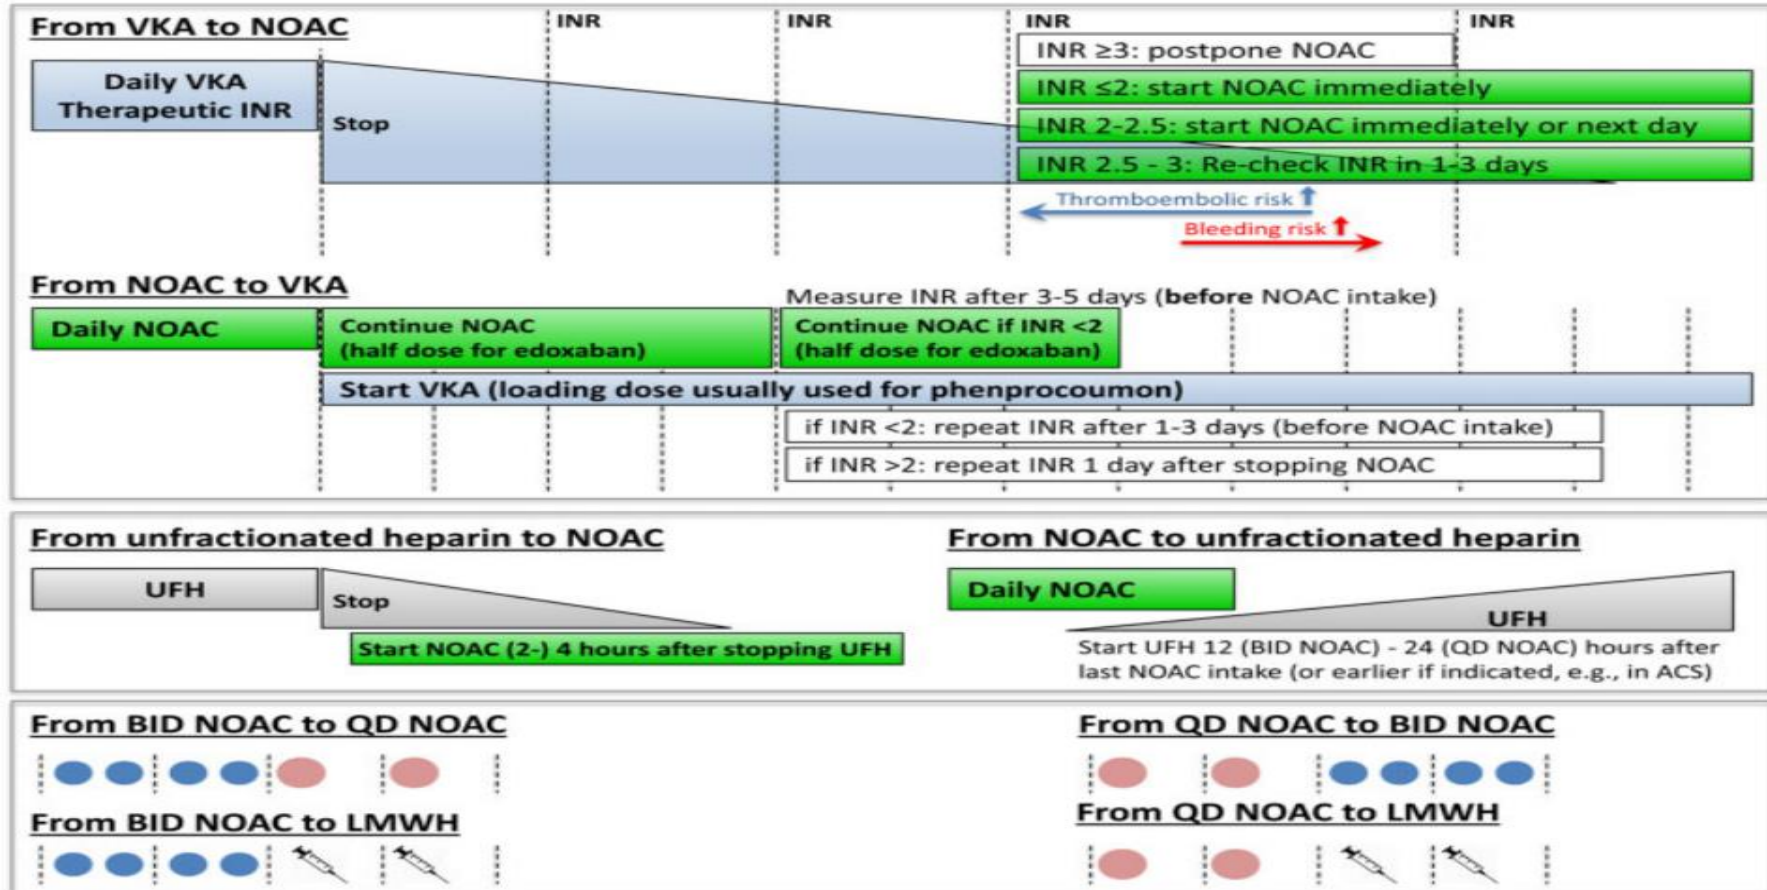 From VKA to NOAC
INR
INR
INR
INR
Daily VKA
Therapeutic INR
Stop
INR ≥3: postpone NOAC
INR ≤2: start NOAC immediately
INR 2-2.5: start NOAC immediately or next day
INR 2.5 - 3: Re-check INR in 1-3 days
Thromboembolic risk ⬆
Bleeding risk ⬆
From NOAC to VKA
Measure INR after 3-5 days (before NOAC intake)
Daily NOAC
Continue NOAC
(half dose for edoxaban)
Continue NOAC if INR <2
(half dose for edoxaban)
Start VKA (loading dose usually used for phenprocoumon)
if INR <2: repeat INR after 1-3 days (before NOAC intake)
if INR >2: repeat INR 1 day after stopping NOAC
From unfractionated heparin to NOAC
UFH
Stop
Start NOAC (2-) 4 hours after stopping UFH
From NOAC to unfractionated heparin
Daily NOAC
UFH
Start UFH 12 (BID NOAC) - 24 (QD NOAC) hours after
last NOAC intake (or earlier if indicated, e.g., in ACS)
From BID NOAC to QD NOAC
From QD NOAC to BID NOAC
From BID NOAC to LMWH
From QD NOAC to LMWH